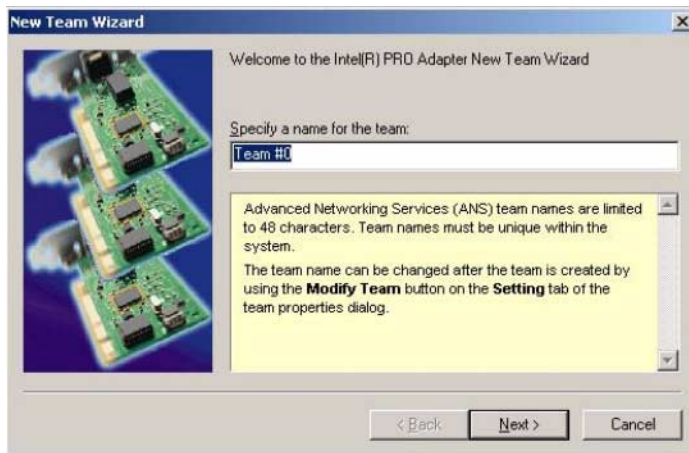 New Team Wizard
Welcome to the Intel(R) PRO Adapter New Team Wizard
Specify a name for the team:
Team #0
Advanced Networking Services (ANS) team names are limited
to 48 characters. Team names must be unique within the
system.
The team name can be changed after the team is created by
using the Modify Team button on the Setting tab of the
team properties dialog.
< Back
Next >
Cancel